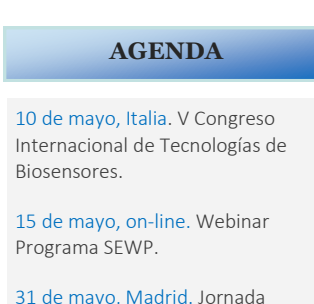 AGENDA
10 de mayo, Italia. V Congreso
Internacional de Tecnologías de
Biosensores.
15 de mayo, on-line. Webinar
Programa SEWP.
31 de mayo. Madrid. Jornada